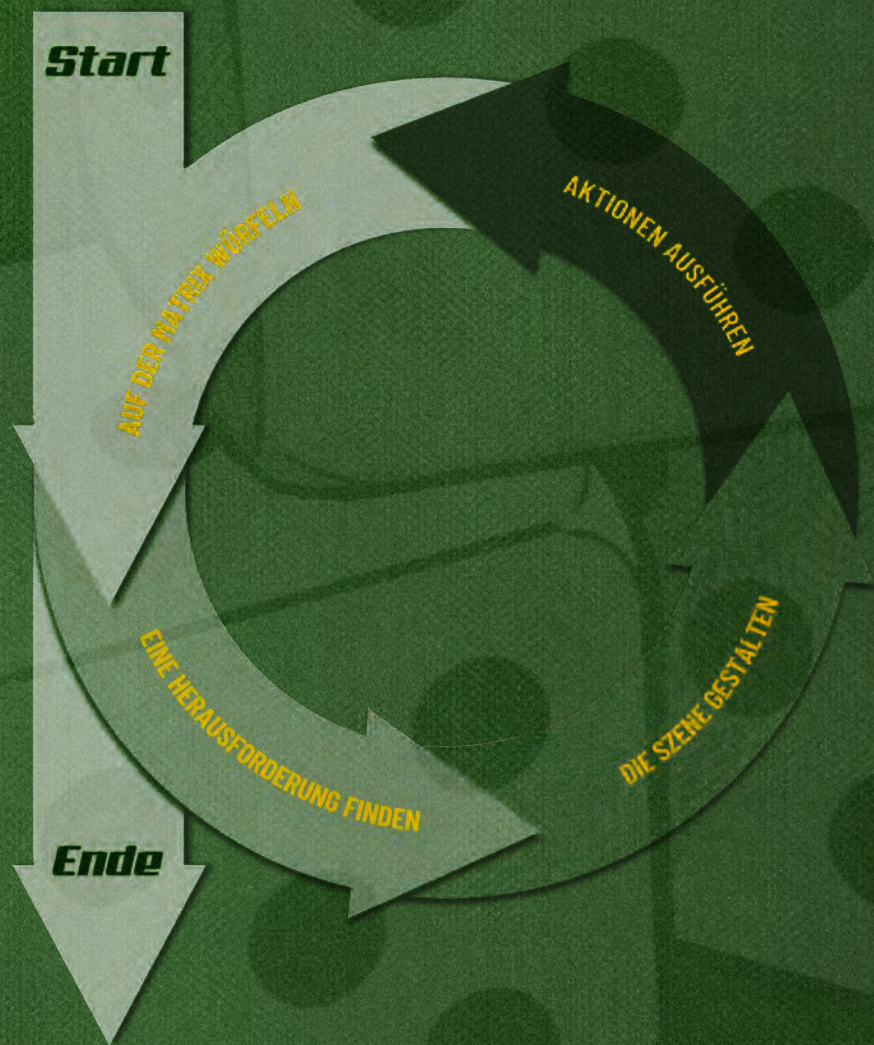 Start
AUF DER MATRIX WÜRFELN
EINE HERAUSFORDERUNG FINDEN
DIE SZENE GESTALTEN
AKTIONEN AUSFÜHREN
Ende